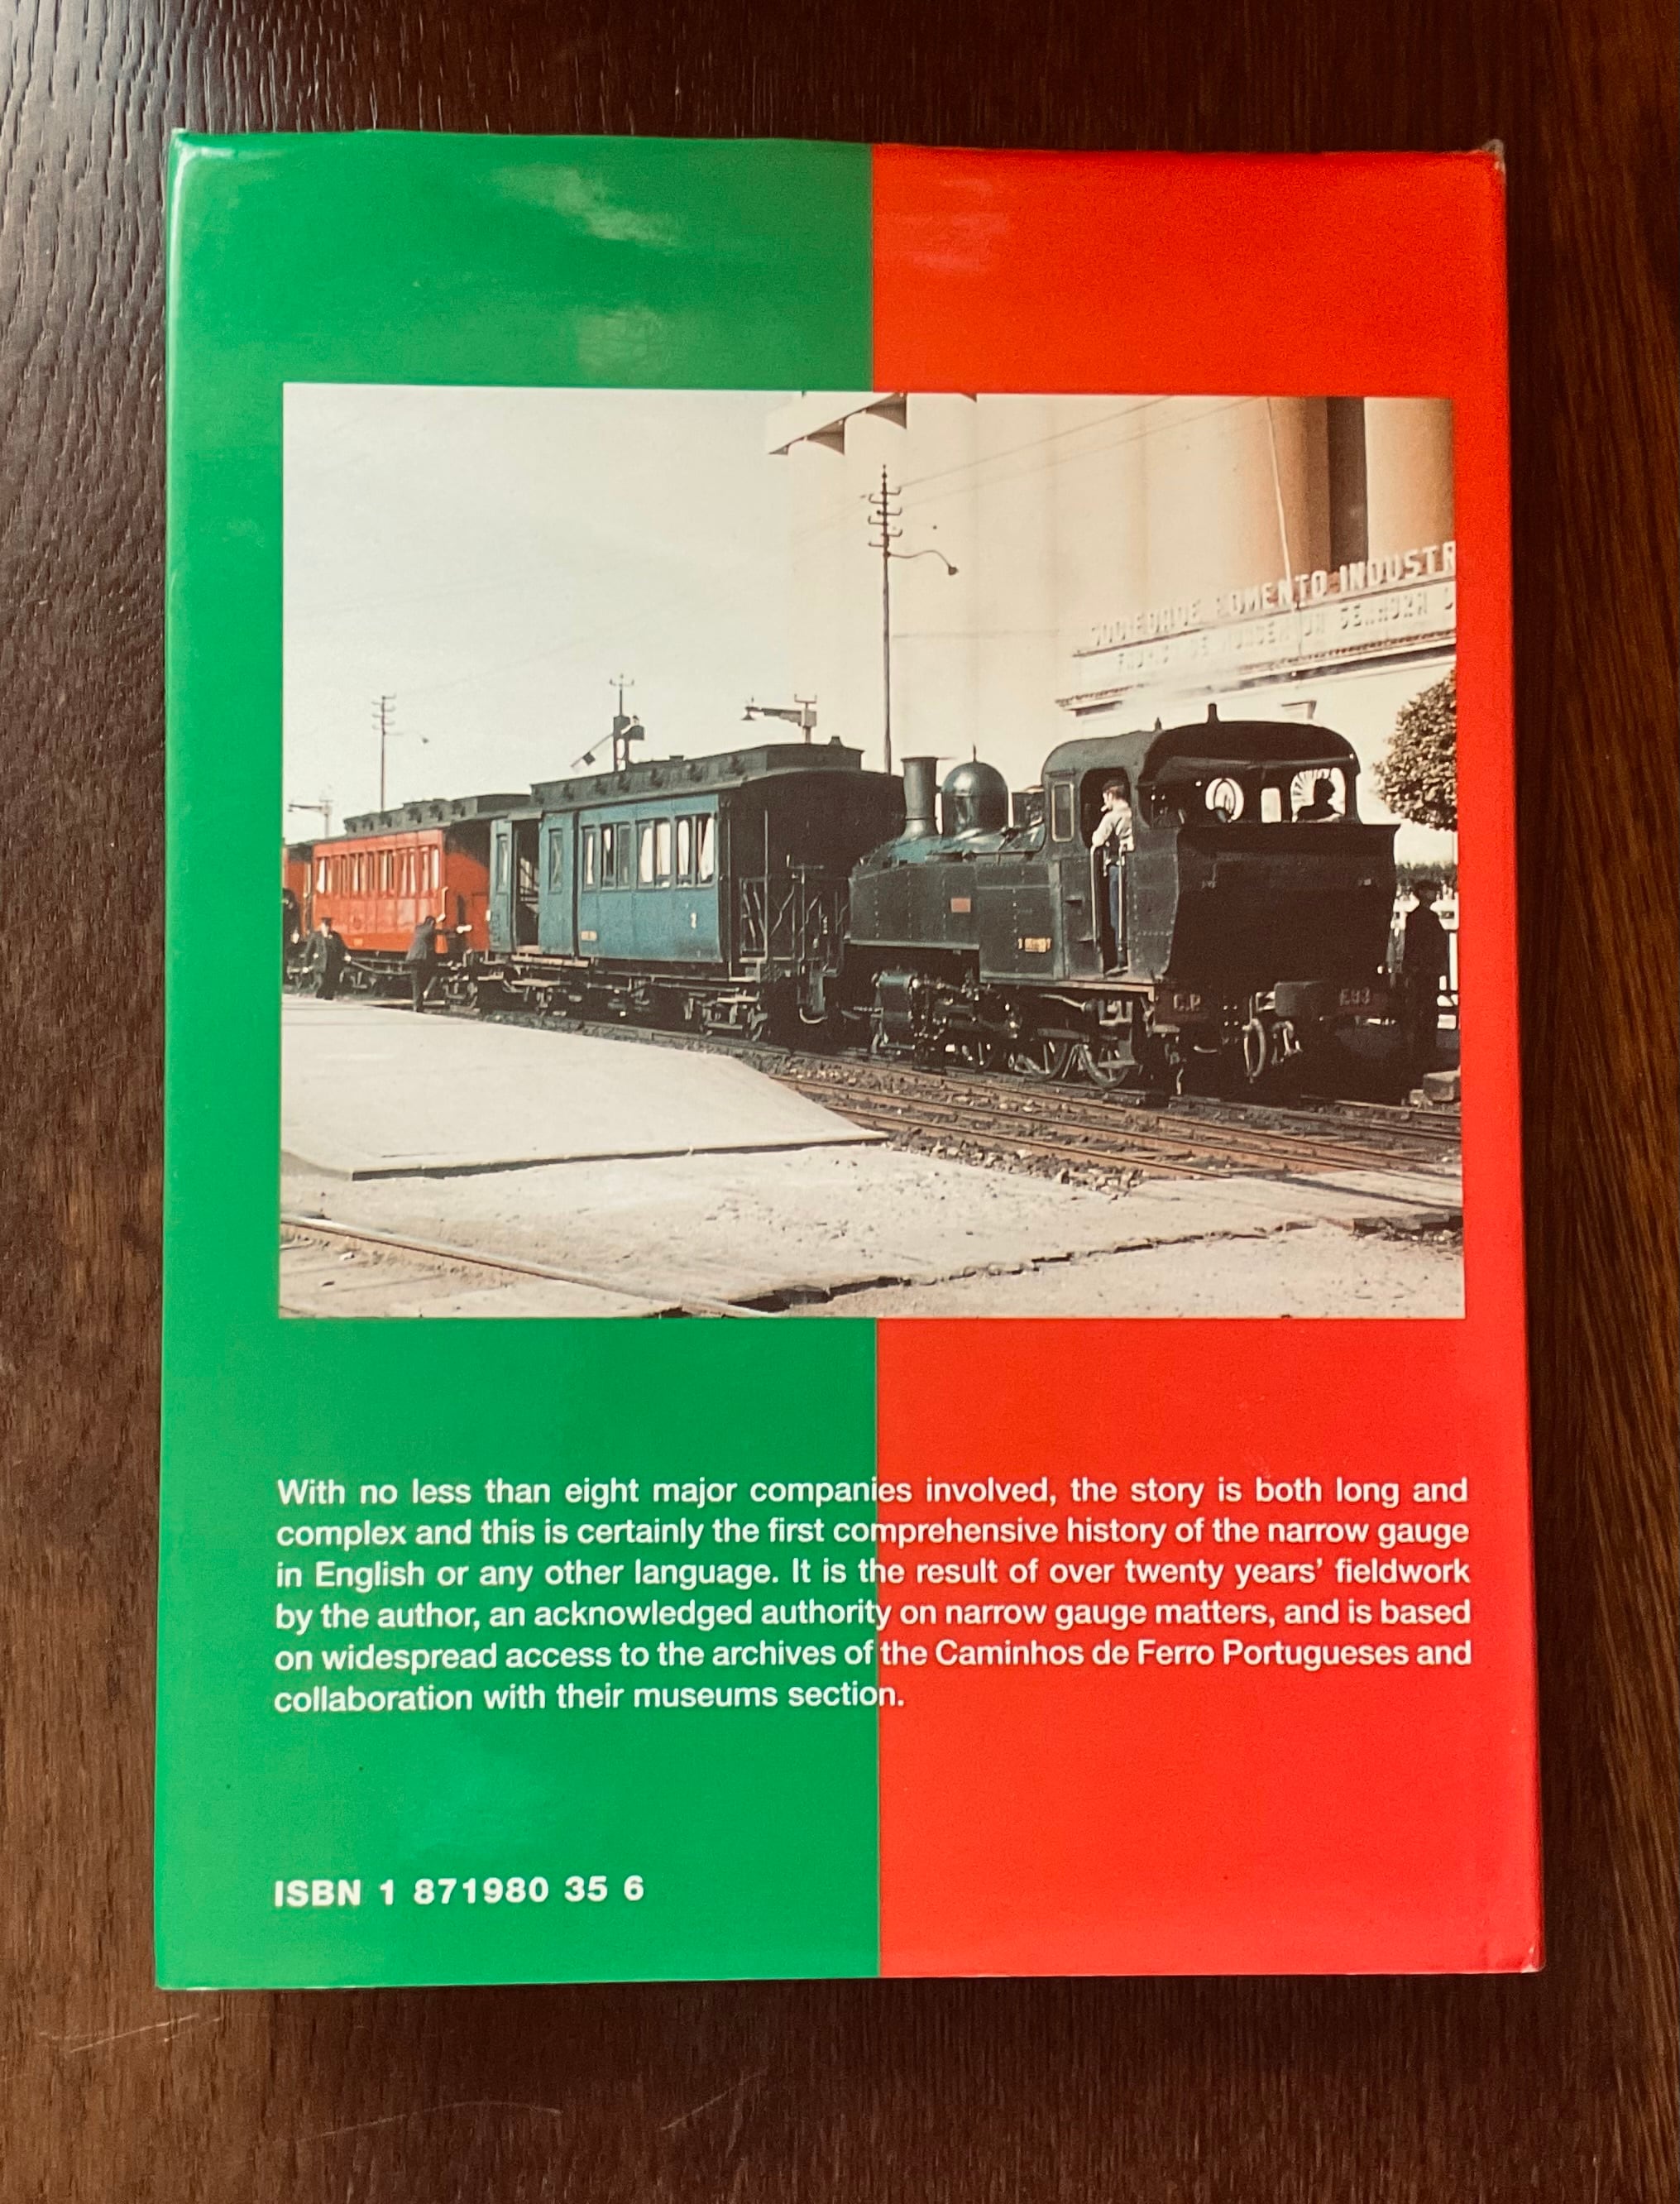 SOCIEDADE FOMENTO INDUSTR
SENHORA D
2
C.P.
E93
With no less than eight major companies involved, the story is both long and
complex and this is certainly the first comprehensive history of the narrow gauge
in English or any other language. It is the result of over twenty years’ fieldwork
by the author, an acknowledged authority on narrow gauge matters, and is based
on widespread access to the archives of the Caminhos de Ferro Portugueses and
collaboration with their museums section.
ISBN 1 871980 35 6